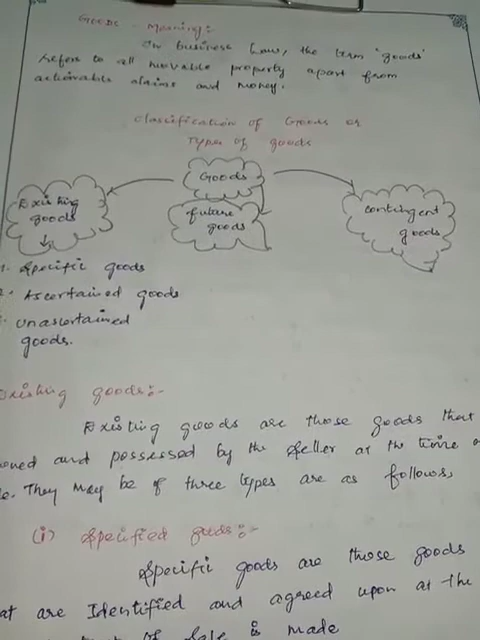 Goods - Meaning:
In business law, the term 'goods'
refers to all movable property apart from
actionable claims and money.
Classification of Goods or
Types of goods
Goods
Existing
goods
future
goods
contingent
goods
1. Specific goods
2. Ascertained goods
unascertained
goods.
Existing goods:-
Existing goods are those goods that
owned and possessed by the seller at the time
They may be of three types are as follows,
(i) Specified goods:-
Specific goods are those goods
are Identified and agreed upon at the
of Sale is made